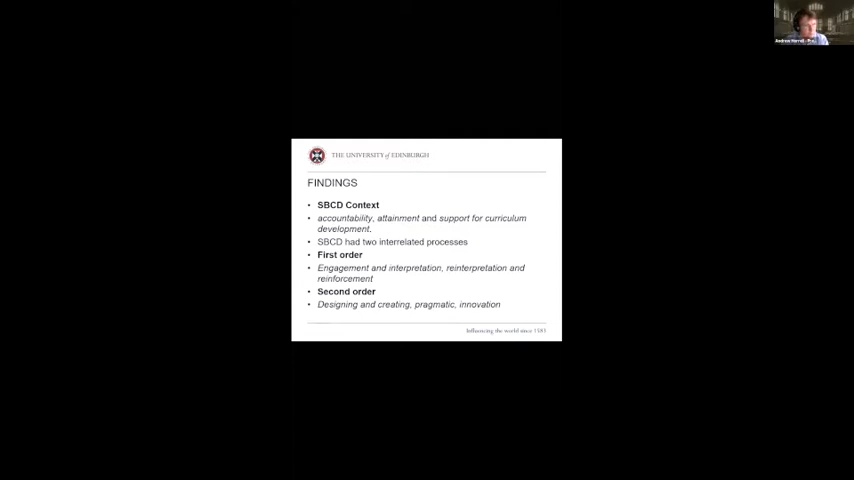 THE UNIVERSITY of EDINBURGH
FINDINGS
• SBCD Context
• accountability, attainment and support for curriculum
development.
• SBCD had two interrelated processes
• First order
• Engagement and interpretation, reinterpretation and
reinforcement
• Second order
• Designing and creating, pragmatic, innovation
Influencing the world since 1583
Andrew